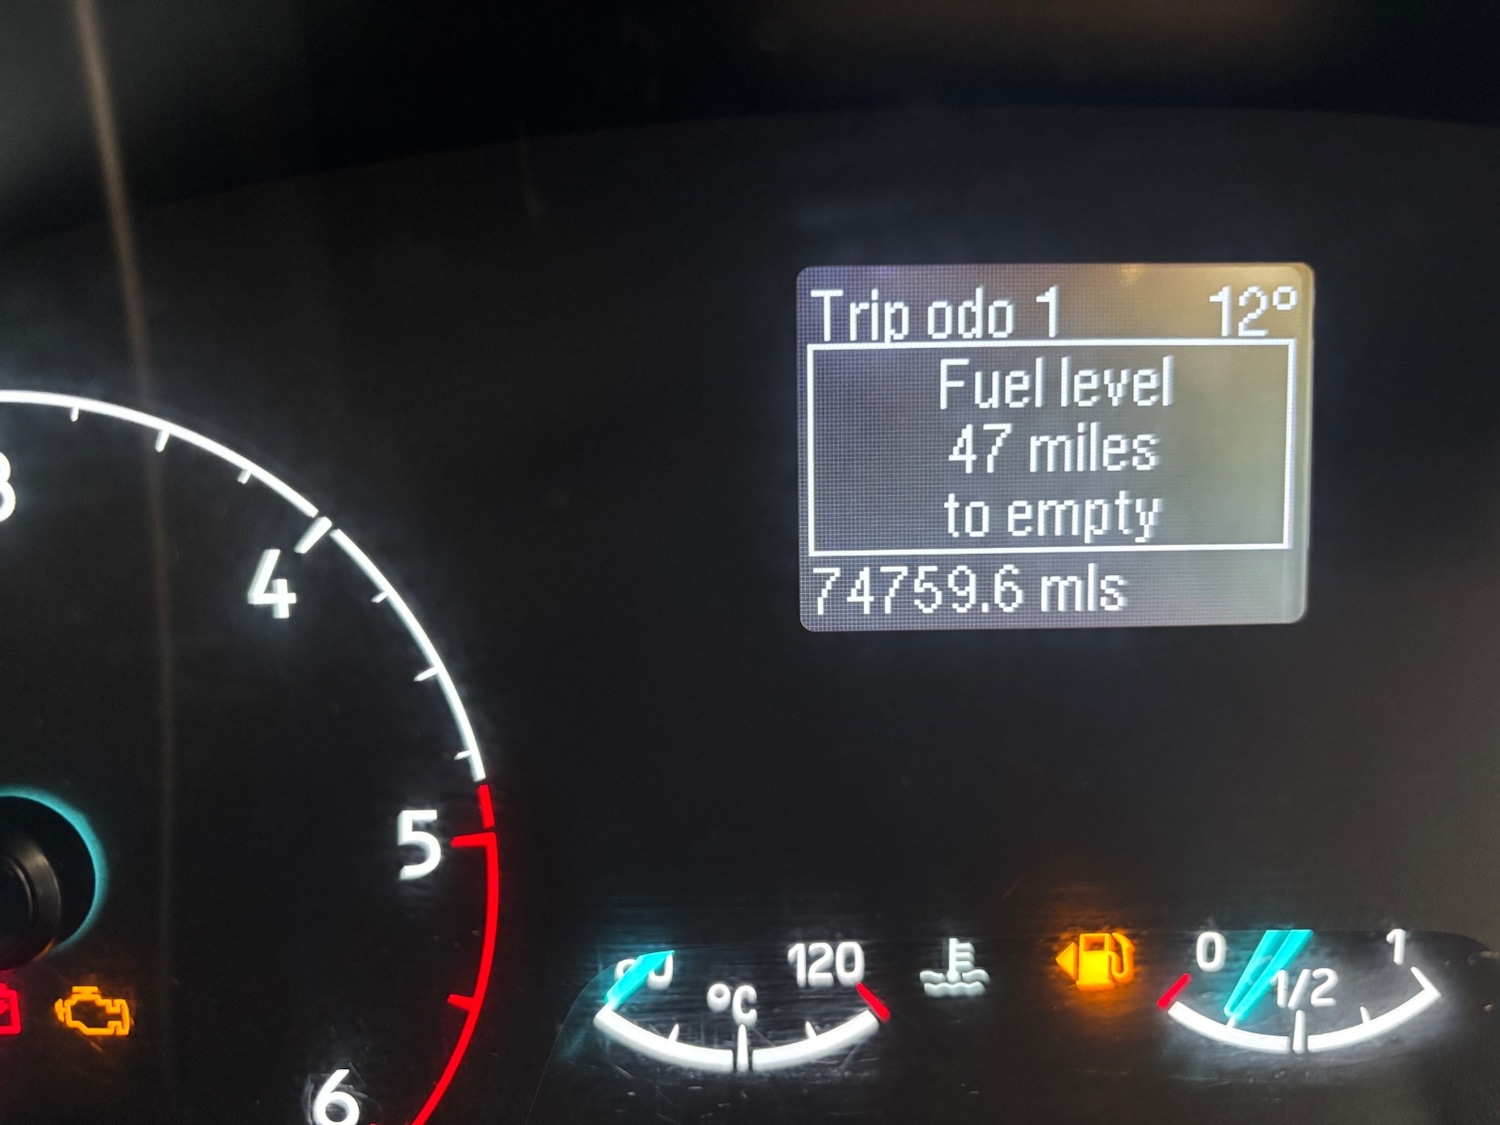 Trip odo 1 12°
Fuel level
47 miles
to empty
74759.6 mls
4
5
6
°C
120
0
1/2
1